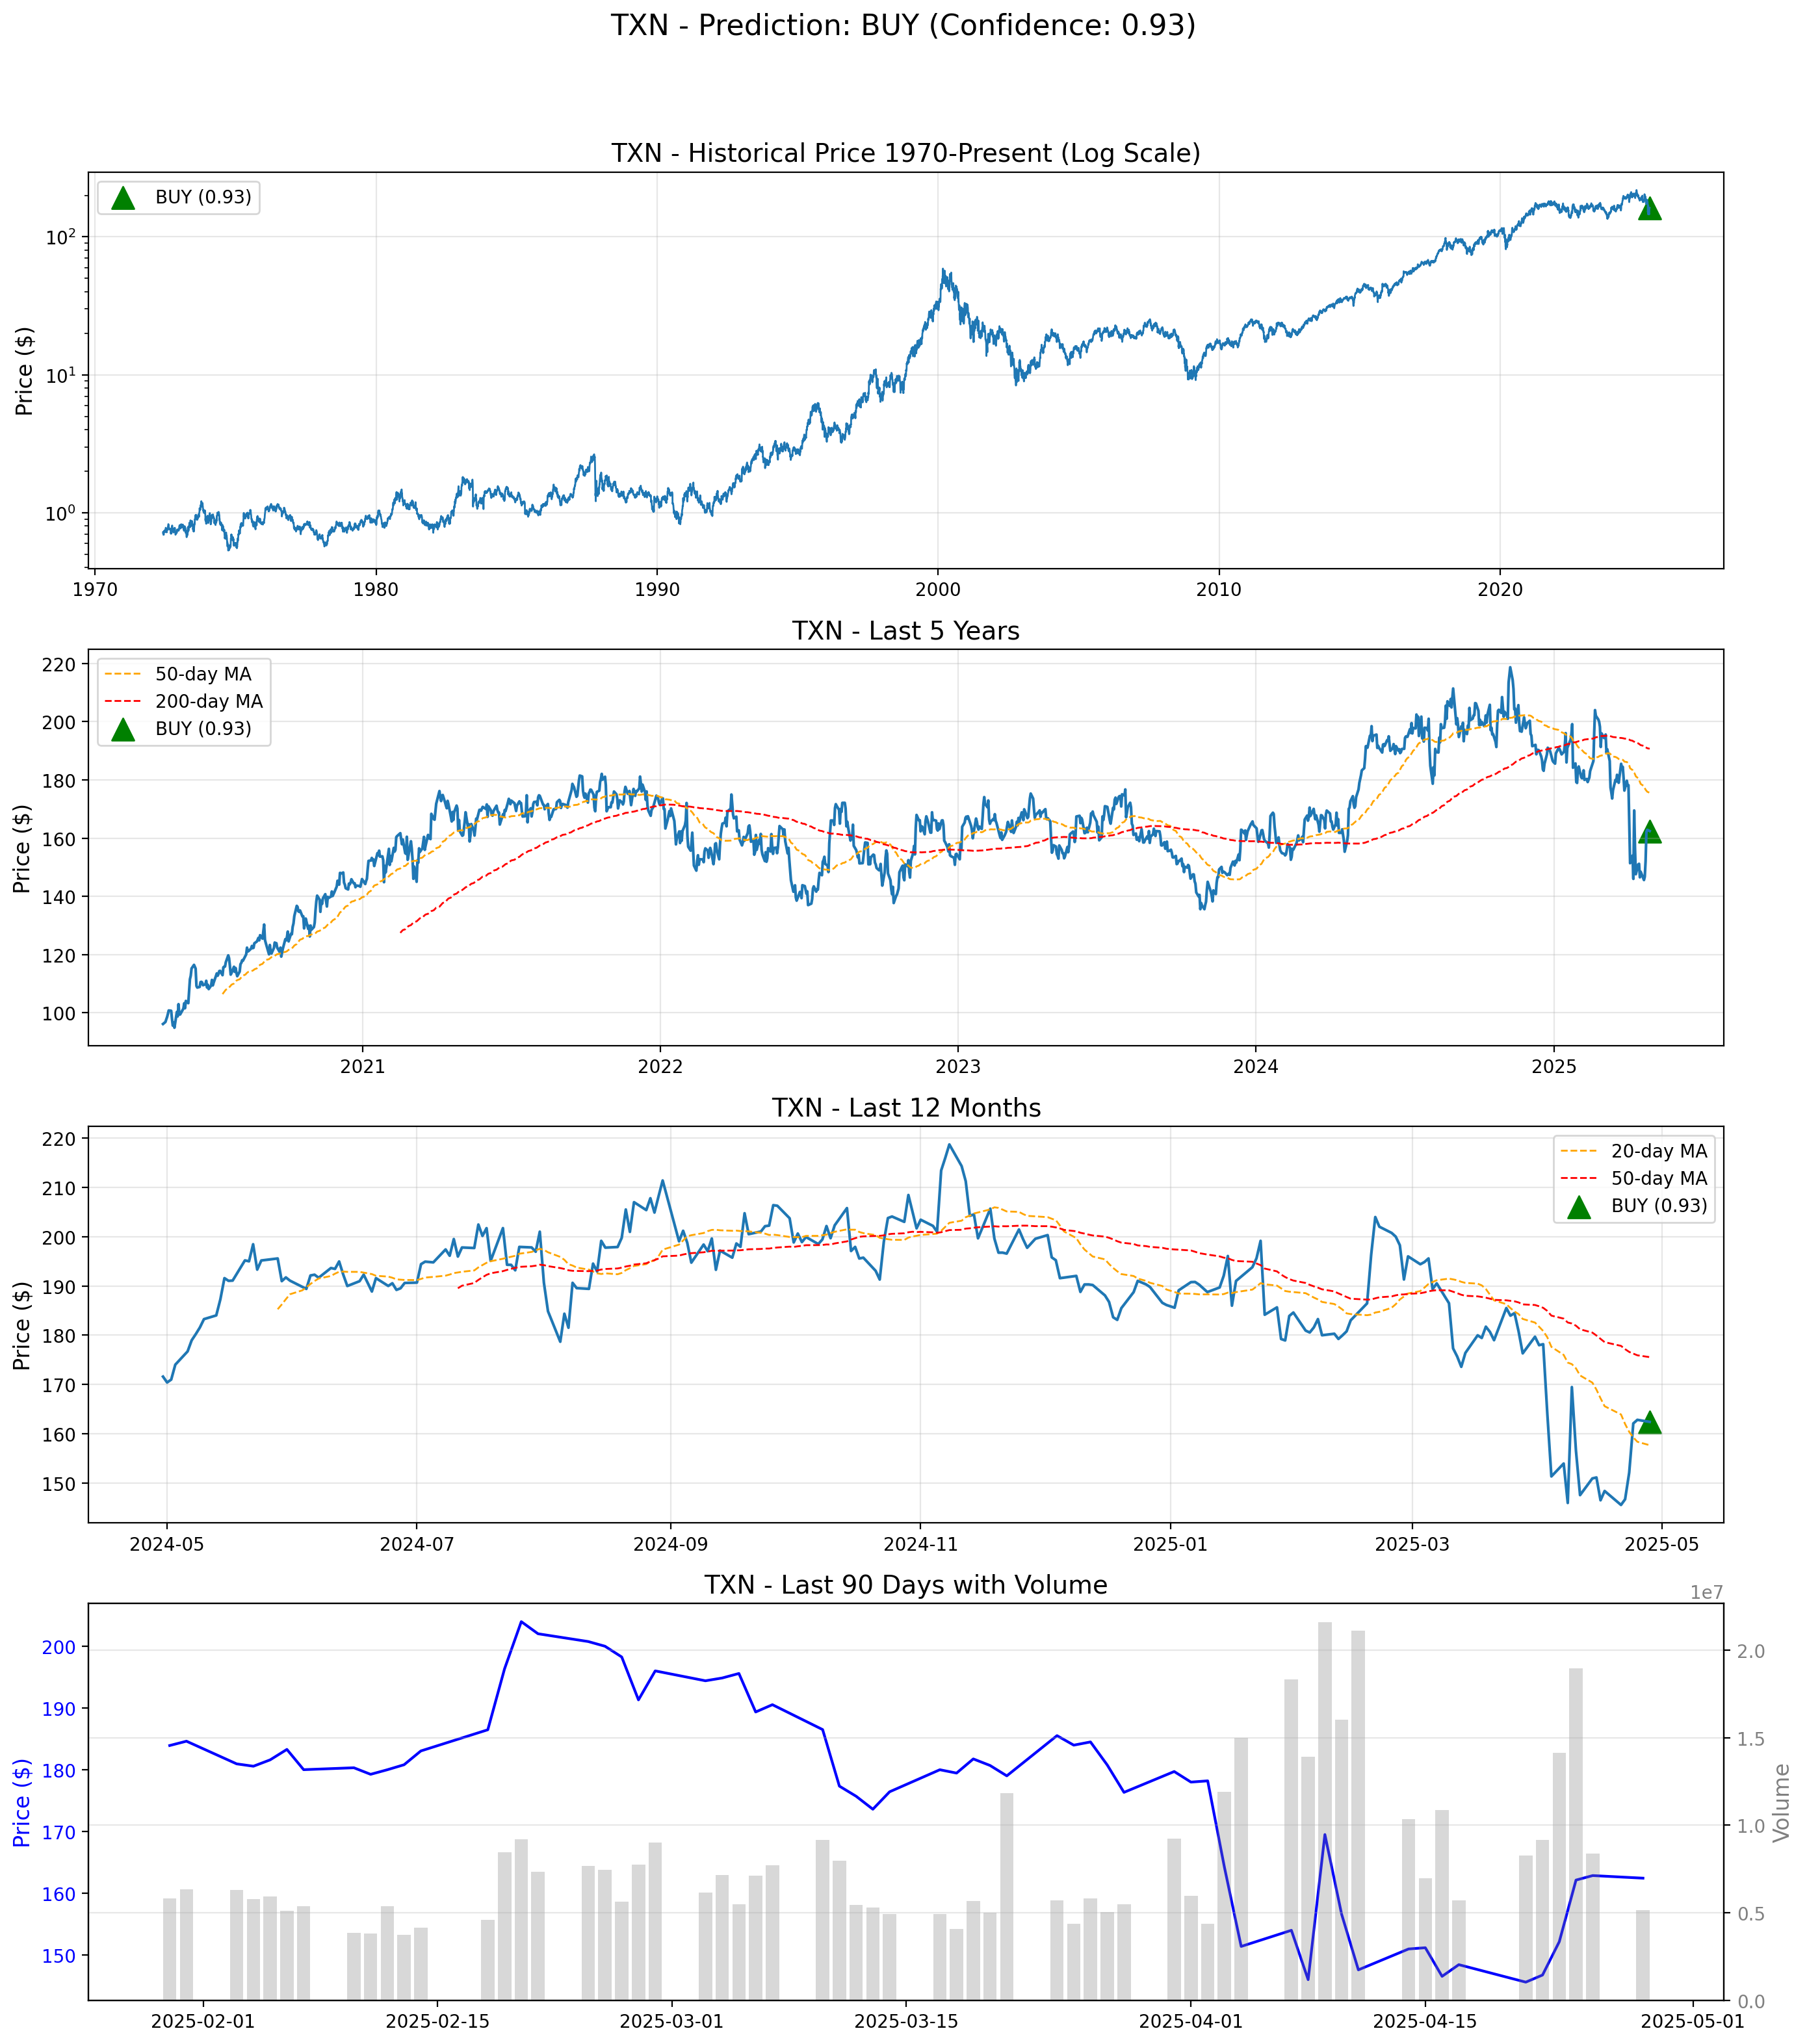 TXN - Prediction: BUY (Confidence: 0.93)
TXN - Historical Price 1970-Present (Log Scale)
BUY (0.93)
Price ($)
10²
10¹
10⁰
1970 1980 1990 2000 2010 2020
TXN - Last 5 Years
50-day MA
200-day MA
BUY (0.93)
Price ($)
220
200
180
160
140
120
100
2021 2022 2023 2024 2025
TXN - Last 12 Months
20-day MA
50-day MA
BUY (0.93)
Price ($)
220
210
200
190
180
170
160
150
2024-05 2024-07 2024-09 2024-11 2025-01 2025-03 2025-05
TXN - Last 90 Days with Volume
1e7
Price ($)
200
190
180
170
160
150
2.0
1.5
1.0
0.5
0.0
Volume
2025-02-01 2025-02-15 2025-03-01 2025-03-15 2025-04-01 2025-04-15 2025-05-01